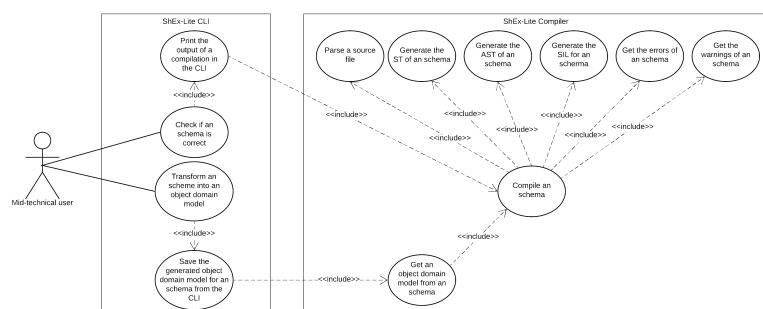 ShEx-Lite CLI
ShEx-Lite Compiler
Print the
output of a
compilation in
the CLI
Parse a source
file
Generate the
ST of an schema
Generate the
AST of an
schema
Generate the
SIL for an
schema
Get the errors of
an schema
Get the
warnings of an
schema
<<include>>
<<include>>
<<include>>
<<include>>
<<include>>
<<include>>
<<include>>
<<include>>
Check if an
schema is
correct
Transform an
scheme into an
object domain
model
Compile an
schema
Mid-technical user
<<include>>
<<include>>
Save the
generated object
domain model for an
schema from the
CLI
<<include>>
Get an
object domain
model from an
schema